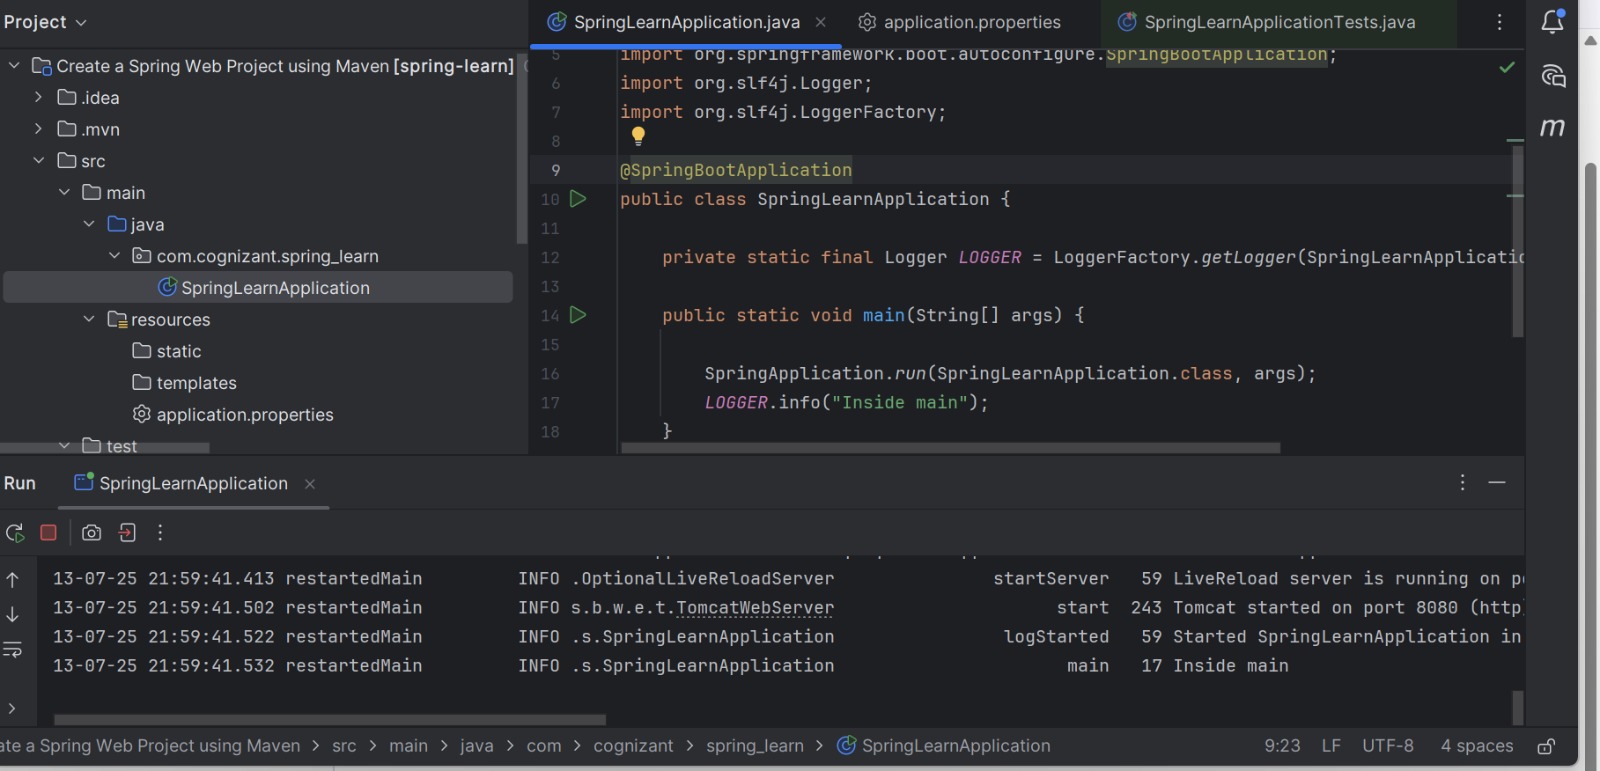 Project
SpringLearnApplication.java
application.properties
SpringLearnApplicationTests.java
Create a Spring Web Project using Maven [spring-learn]
.idea
.mvn
src
main
java
com.cognizant.spring_learn
SpringLearnApplication
resources
static
templates
application.properties
test
5 import org.springframework.boot.autoconfigure.SpringBootApplication;
6 import org.slf4j.Logger;
7 import org.slf4j.LoggerFactory;
8
9 @SpringBootApplication
10 public class SpringLearnApplication {
11
12 private static final Logger LOGGER = LoggerFactory.getLogger(SpringLearnApplicatio
13
14 public static void main(String[] args) {
15
16 SpringApplication.run(SpringLearnApplication.class, args);
17 LOGGER.info("Inside main");
18 }
m
Run
SpringLearnApplication
13-07-25 21:59:41.413 restartedMain INFO .OptionalLiveReloadServer startServer 59 LiveReload server is running on p
13-07-25 21:59:41.502 restartedMain INFO s.b.w.e.t.TomcatWebServer start 243 Tomcat started on port 8080 (http
13-07-25 21:59:41.522 restartedMain INFO .s.SpringLearnApplication logStarted 59 Started SpringLearnApplication in
13-07-25 21:59:41.532 restartedMain INFO .s.SpringLearnApplication main 17 Inside main
ate a Spring Web Project using Maven > src > main > java > com > cognizant > spring_learn > SpringLearnApplication
9:23 LF UTF-8 4 spaces